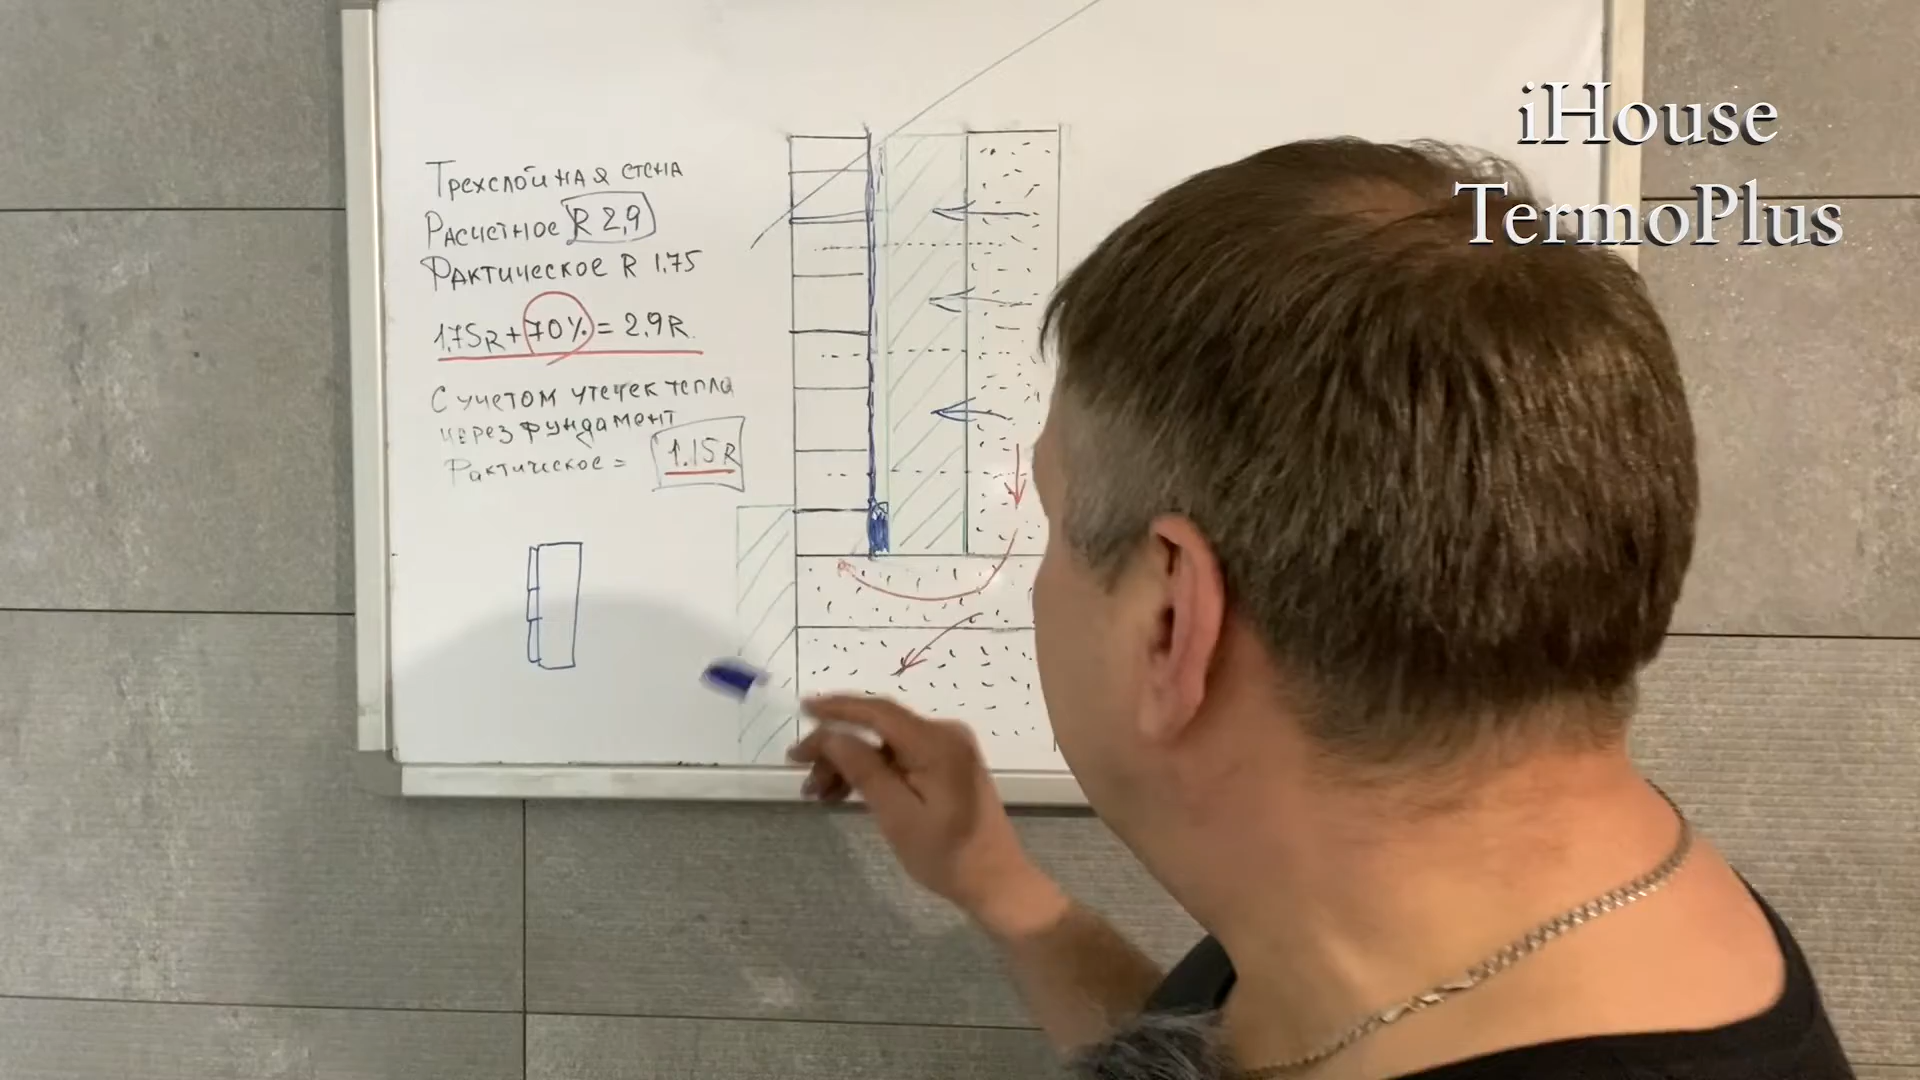 Трехслойная стена
Расчетное R 2,9
Фактическое R 1.75
1,75R + 70% = 2.9R
С учетом утечек тепла
через фундамент
Фактическое = 1.15 R
iHouse
TermoPlus